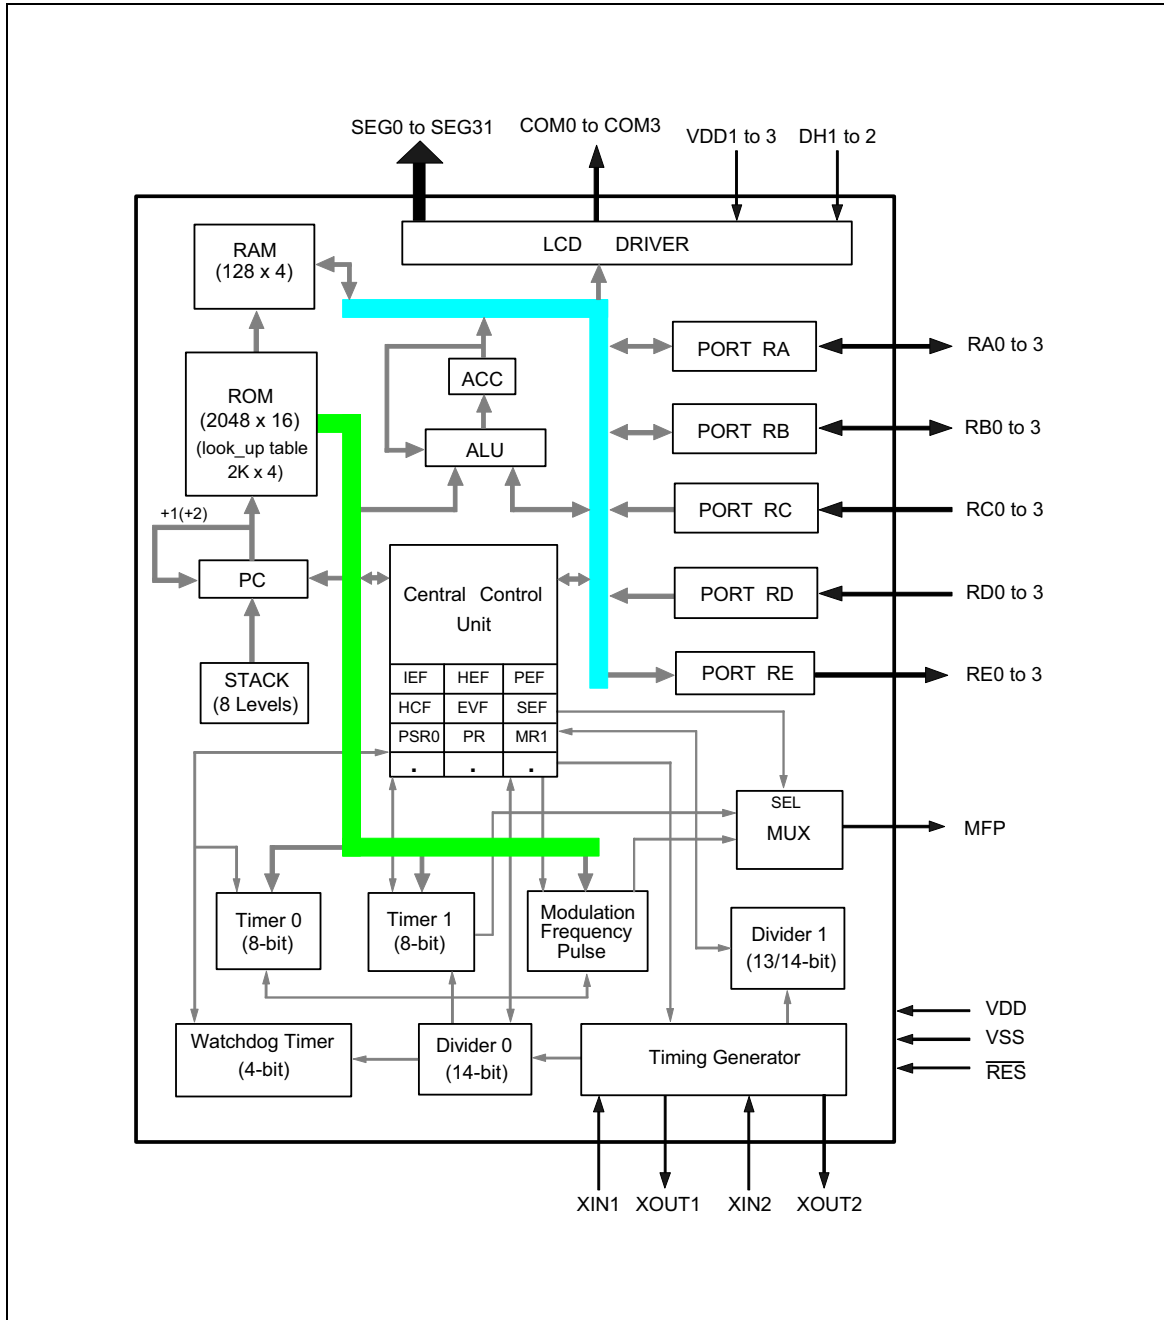 SEG0 to SEG31
COM0 to COM3
VDD1 to 3
DH1 to 2
LCD DRIVER
RAM
(128 x 4)
PORT RA
RA0 to 3
ACC
ROM
(2048 x 16)
(look_up table
2K x 4)
PORT RB
RB0 to 3
ALU
+1(+2)
PORT RC
RC0 to 3
PC
Central Control
Unit
PORT RD
RD0 to 3
STACK
(8 Levels)
IEF HEF PEF
HCF EVF SEF
PSR0 PR MR1
. . .
PORT RE
RE0 to 3
SEL
MUX
MFP
Timer 0
(8-bit)
Timer 1
(8-bit)
Modulation
Frequency
Pulse
Divider 1
(13/14-bit)
VDD
VSS
RES
Watchdog Timer
(4-bit)
Divider 0
(14-bit)
Timing Generator
XIN1
XOUT1
XIN2
XOUT2